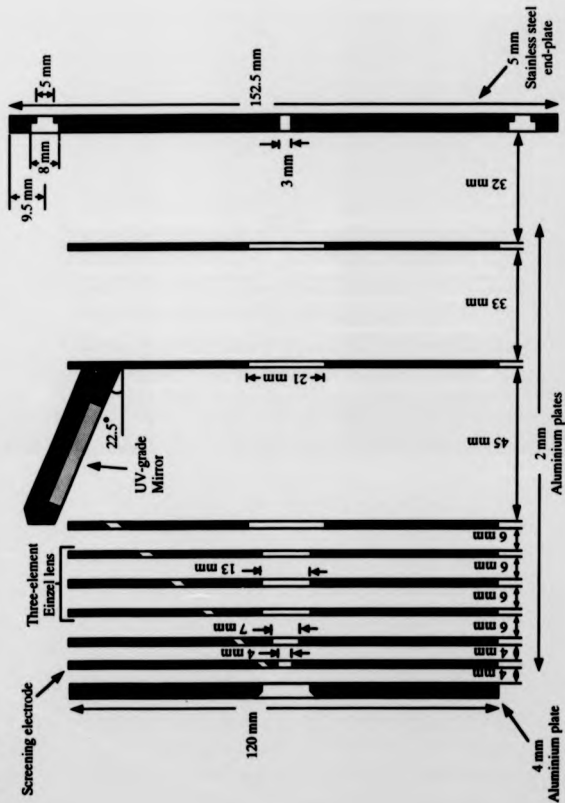 Screening electrode
Three-element
Einzel lens
UV-grade
Mirror
22.5°
9.5 mm
8 mm
5 mm
152.5 mm
3 mm
5 mm
Stainless steel
end-plate
120 mm
4 mm
7 mm
13 mm
21 mm
4
mm
4
mm
6
mm
6
mm
6
mm
6
mm
45 mm
33 mm
32 mm
4 mm
Aluminium plate
2 mm
Aluminium plates